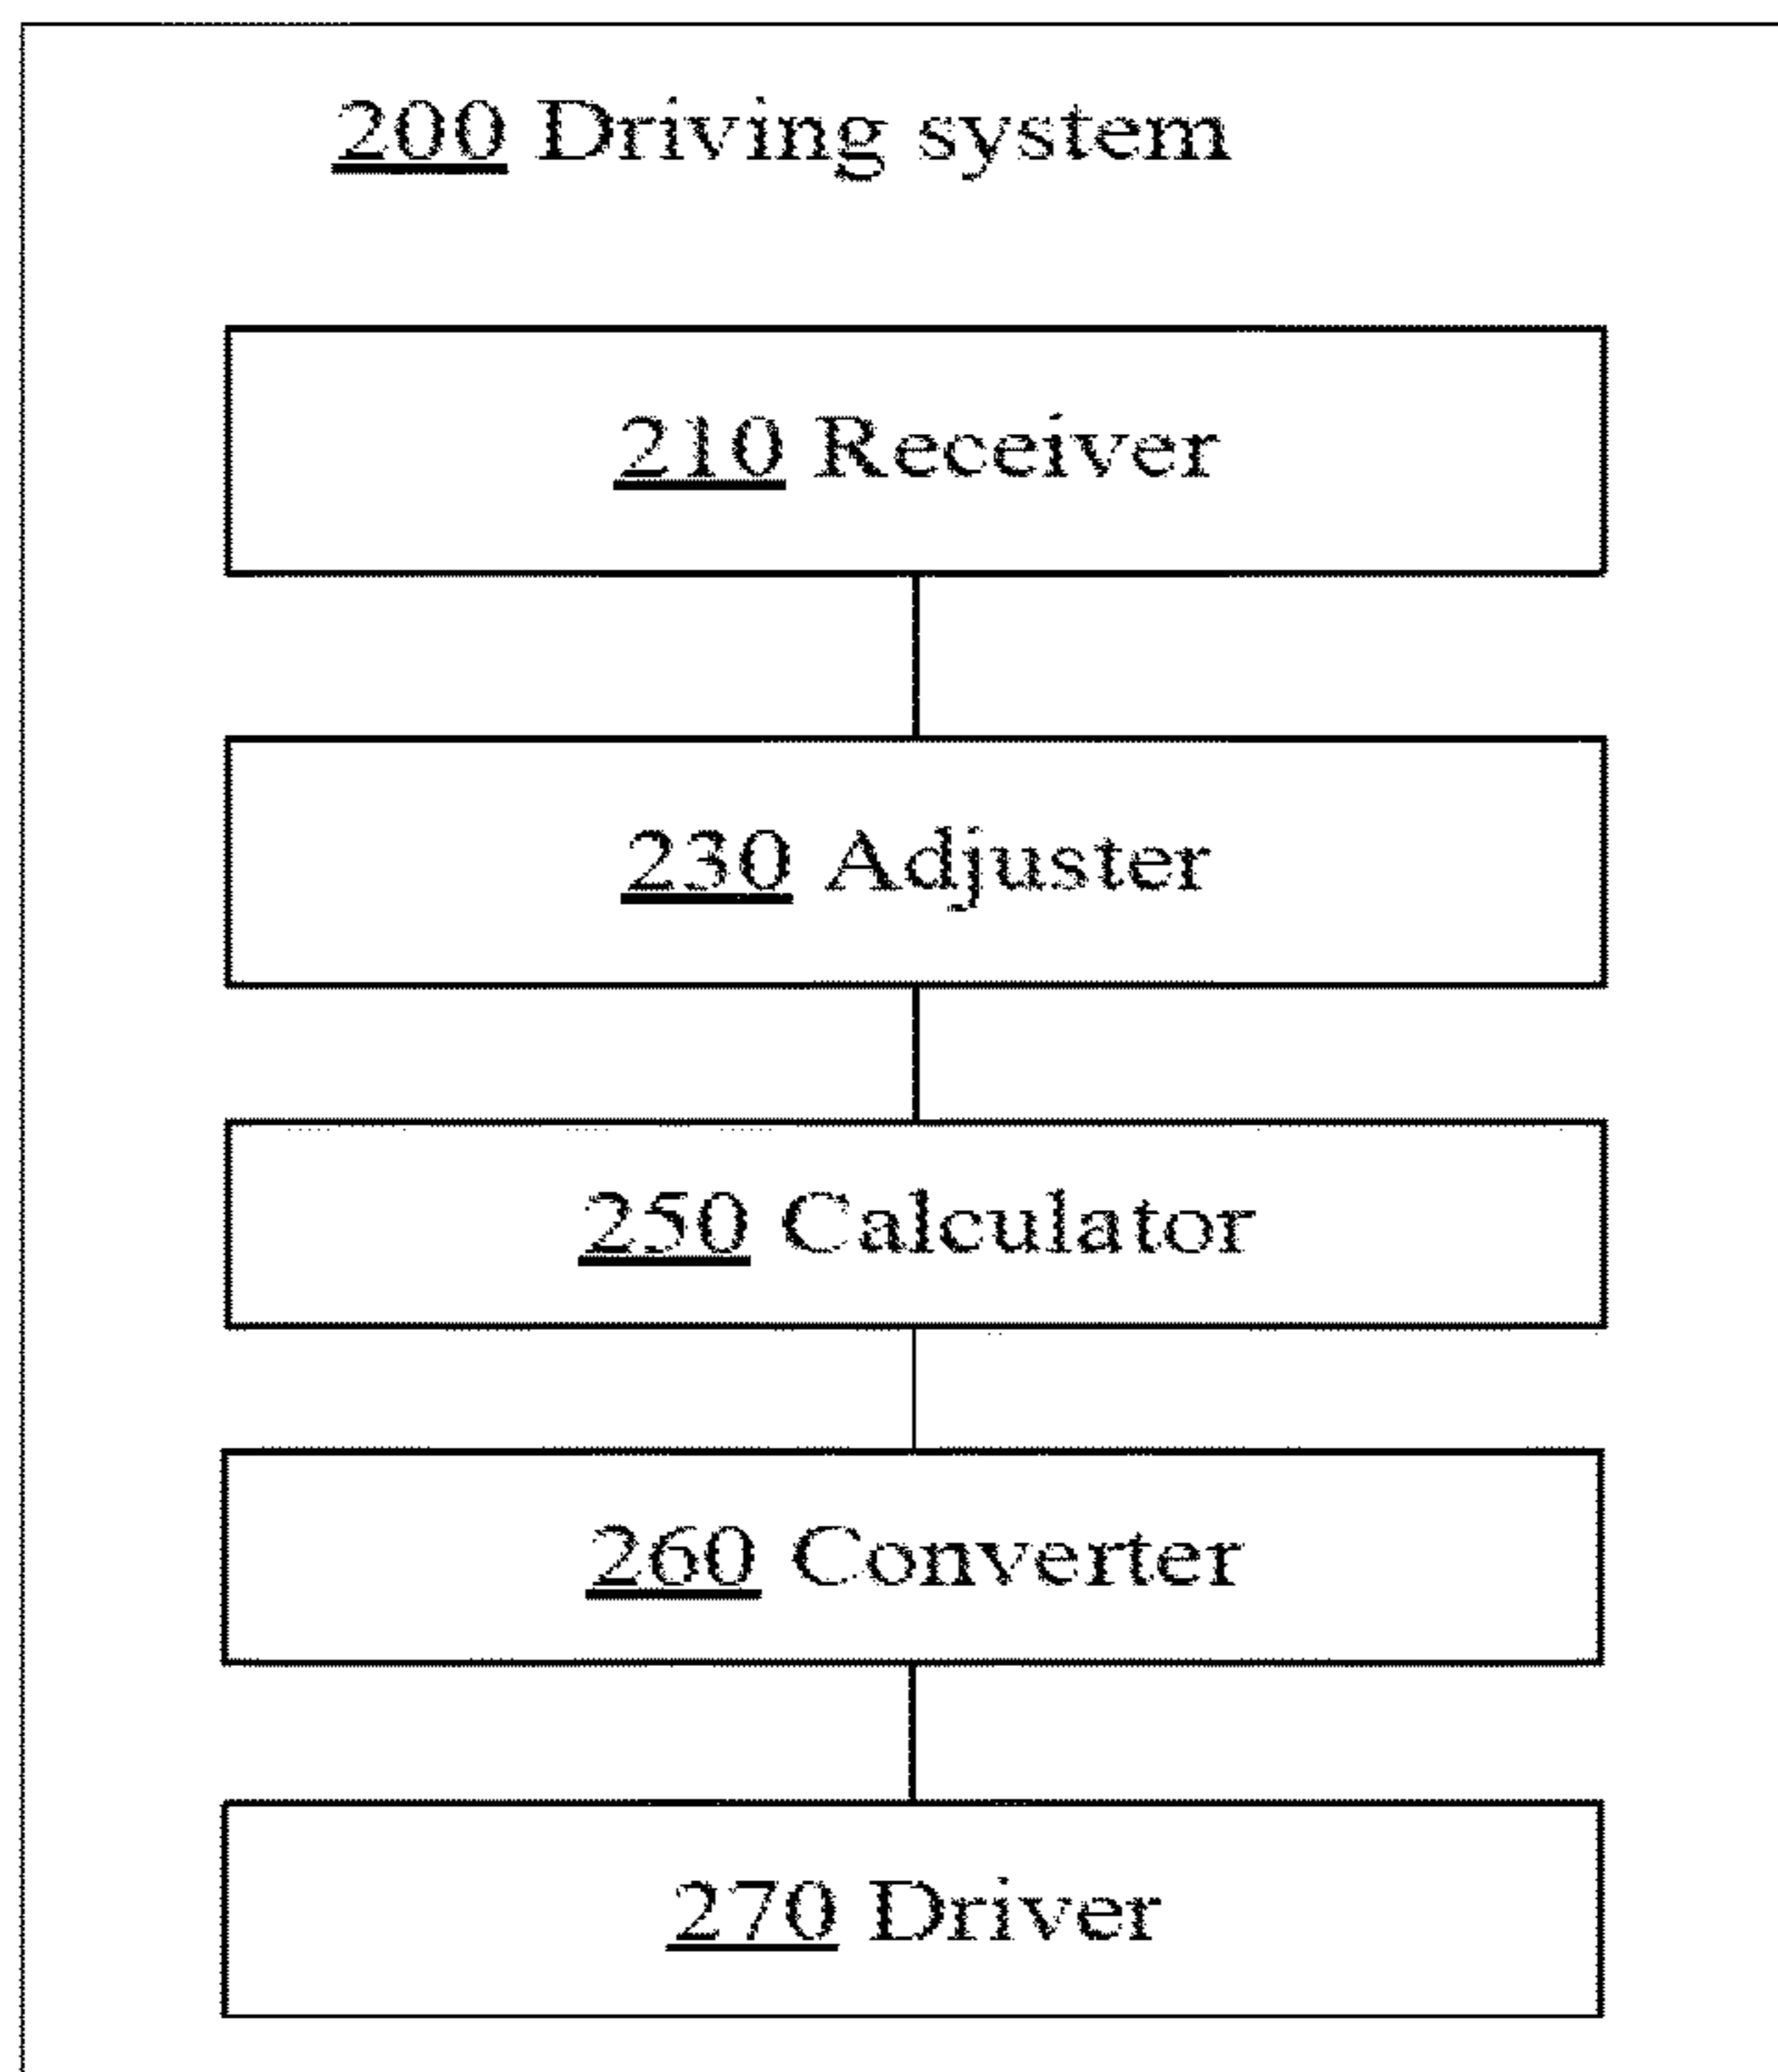 200 Driving system
210 Receiver
230 Adjuster
250 Calculator
260 Converter
270 Driver